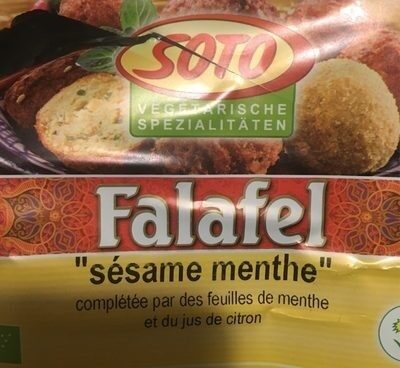 SOTO
VEGETARISCHE
SPEZIALITÄTEN
Falafel
"sésame menthe"
complétée par des feuilles de menthe
et du jus de citron